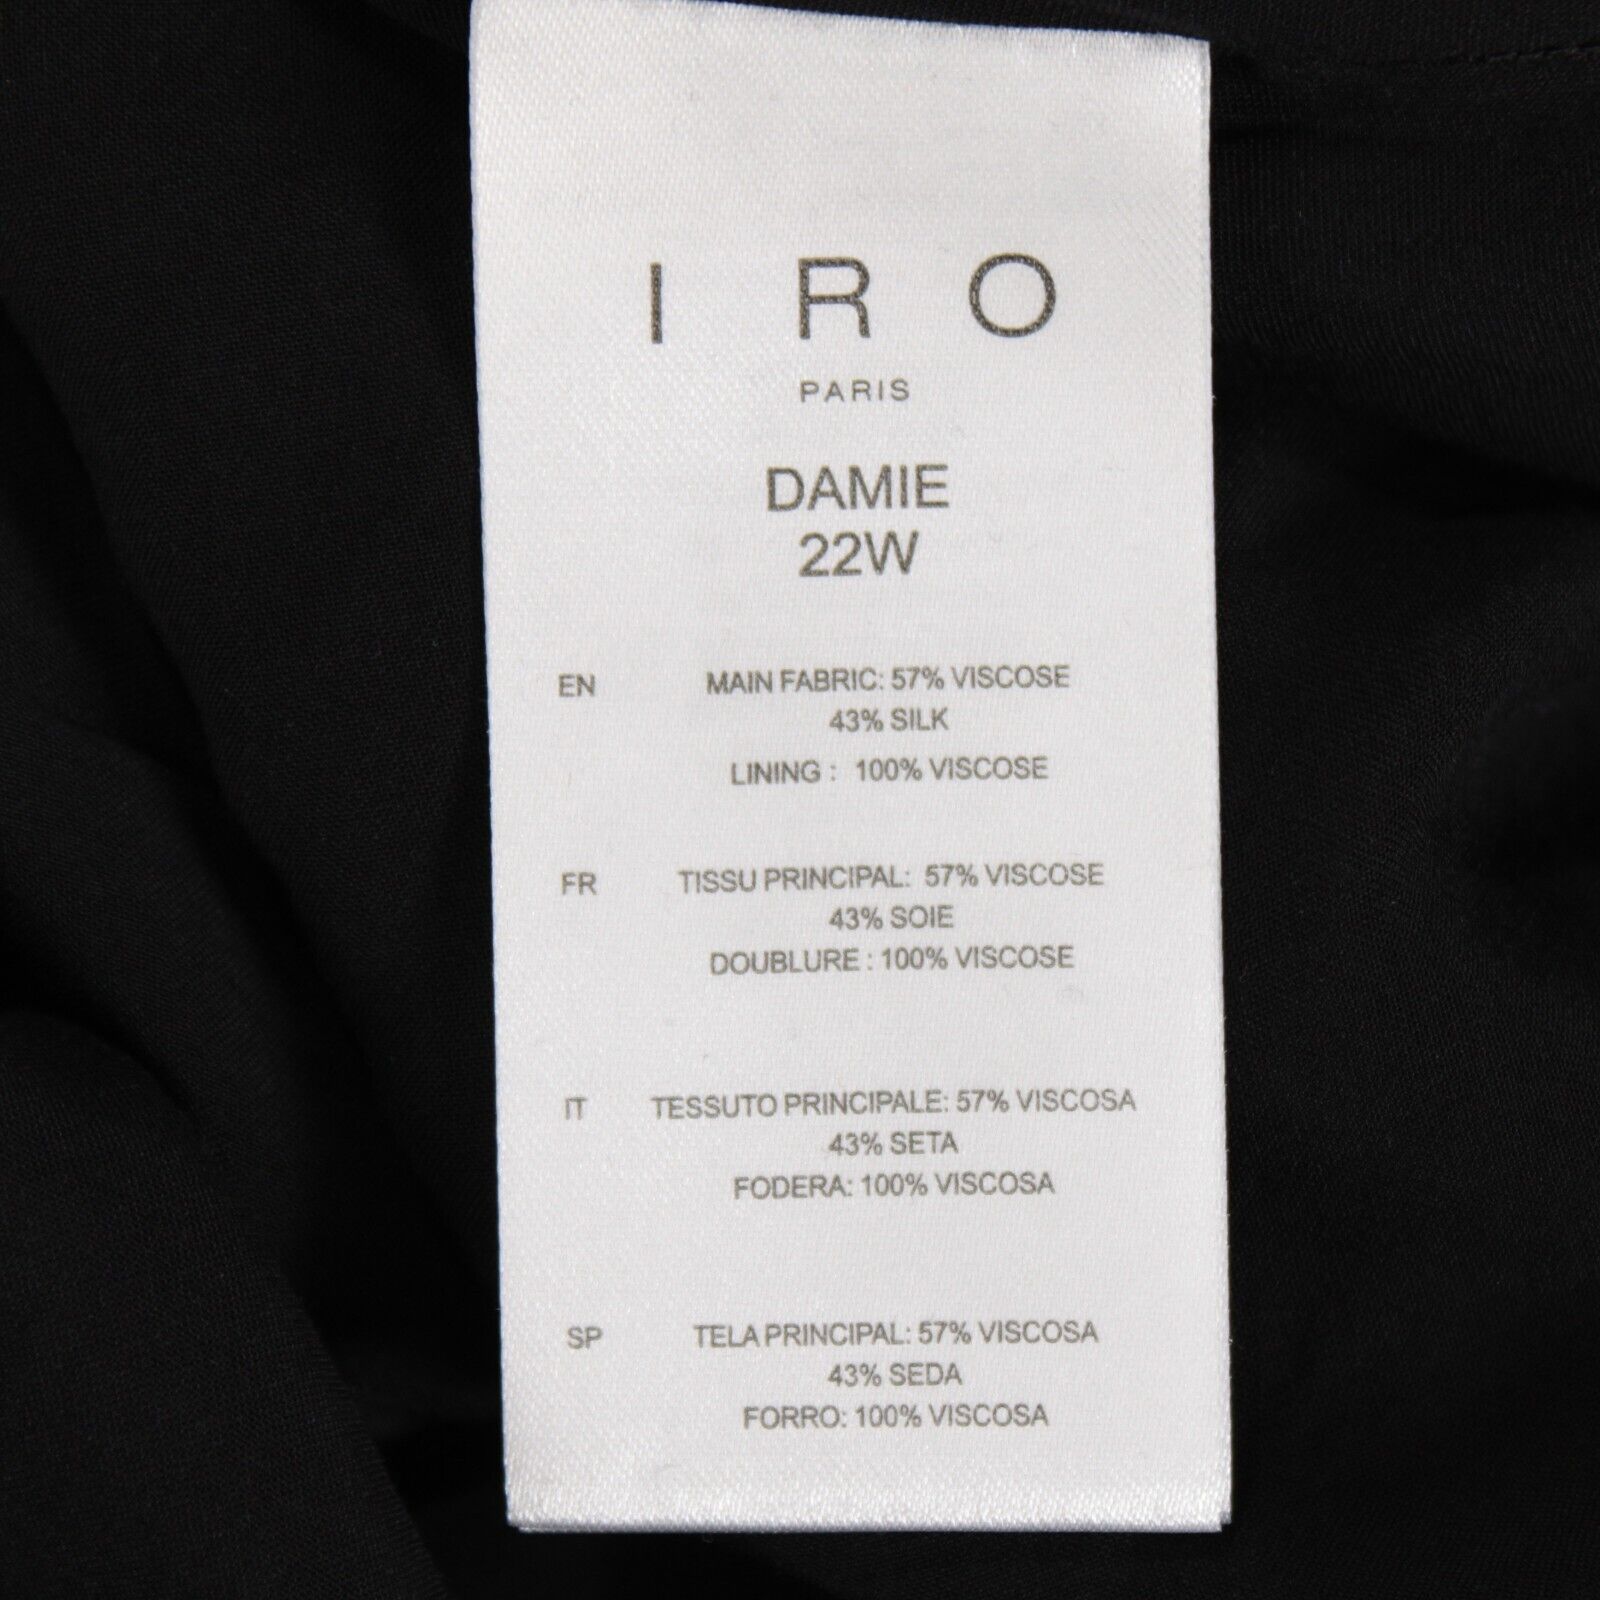 I R O
PARIS
DAMIE
22W
EN MAIN FABRIC: 57% VISCOSE
43% SILK
LINING : 100% VISCOSE
FR TISSU PRINCIPAL: 57% VISCOSE
43% SOIE
DOUBLURE : 100% VISCOSE
IT TESSUTO PRINCIPALE: 57% VISCOSA
43% SETA
FODERA: 100% VISCOSA
SP TELA PRINCIPAL: 57% VISCOSA
43% SEDA
FORRO: 100% VISCOSA